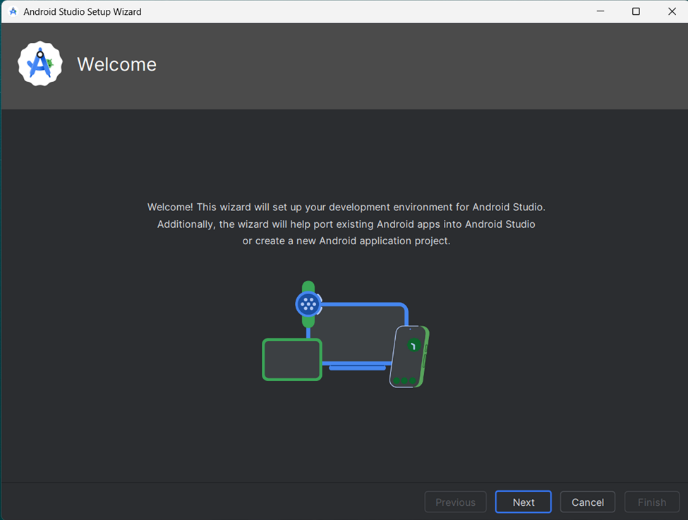 Android Studio Setup Wizard
Welcome
Welcome! This wizard will set up your development environment for Android Studio.
Additionally, the wizard will help port existing Android apps into Android Studio
or create a new Android application project.
Previous
Next
Cancel
Finish